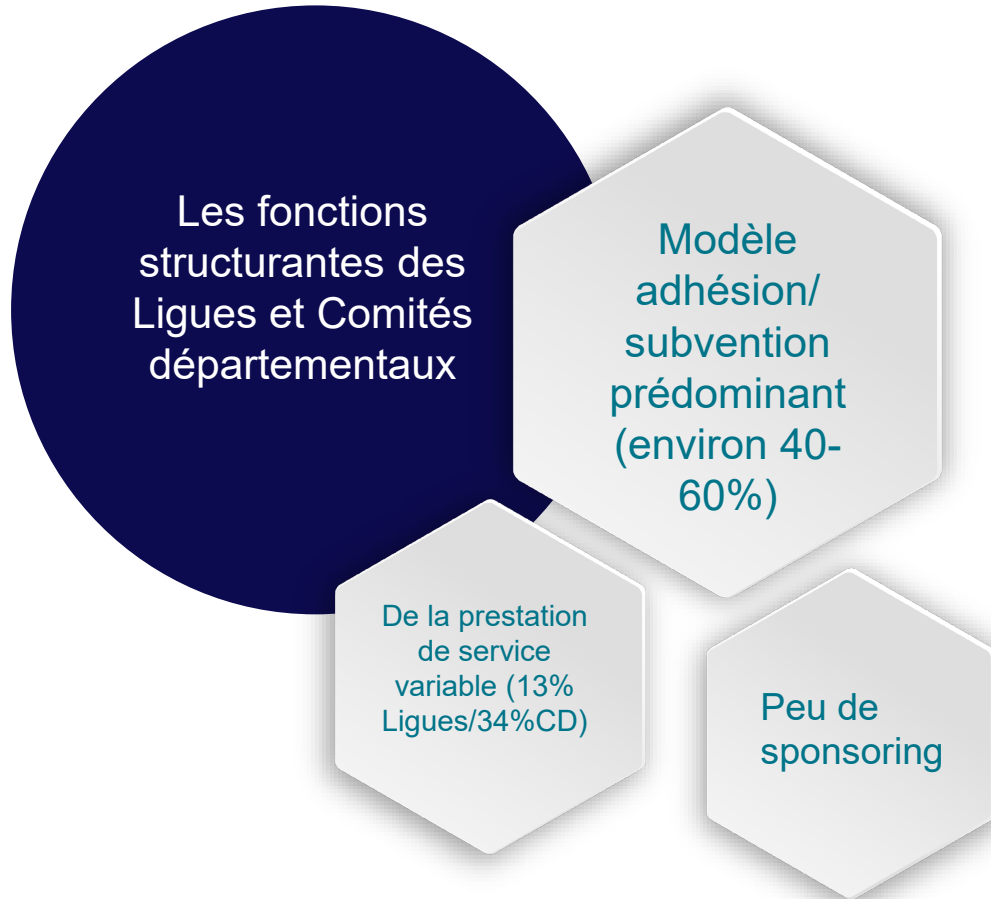 Les fonctions
structurantes des
Ligues et Comités
départementaux
Modèle
adhésion/
subvention
prédominant
(environ 40-
60%)
De la prestation
de service
variable (13%
Ligues/34%CD)
Peu de
sponsoring